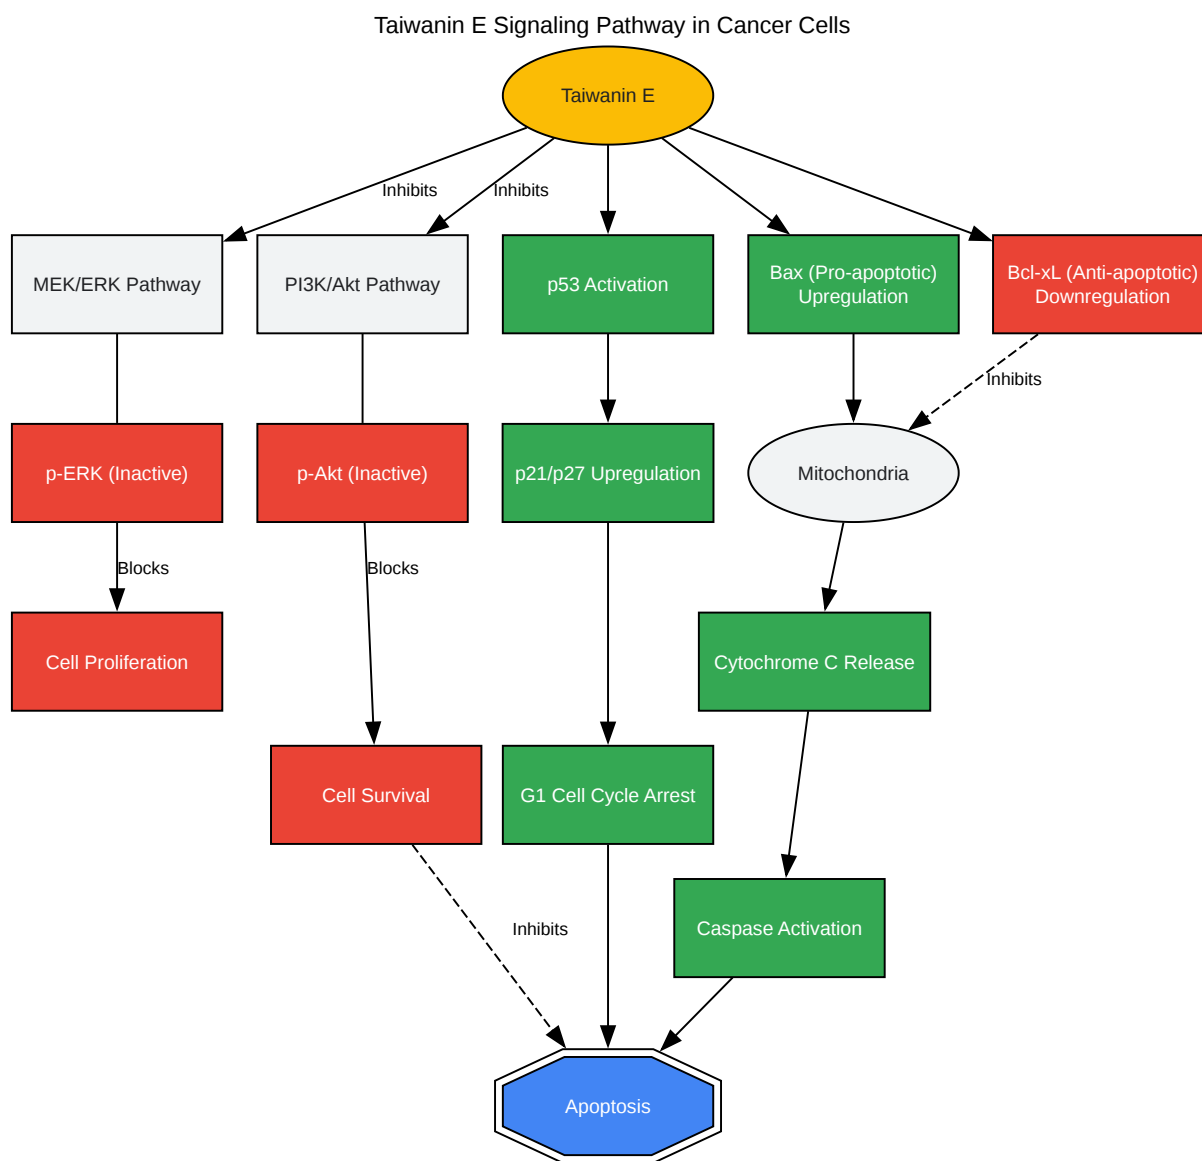 Taiwanin E Signaling Pathway in Cancer Cells
Taiwanin E
Inhibits
Inhibits
MEK/ERK Pathway
PI3K/Akt Pathway
p53 Activation
Bax (Pro-apoptotic)
Upregulation
Bcl-xL (Anti-apoptotic)
Downregulation
Inhibits
p-ERK (Inactive)
p-Akt (Inactive)
p21/p27 Upregulation
Mitochondria
Blocks
Blocks
Cell Proliferation
Cytochrome C Release
Cell Survival
G1 Cell Cycle Arrest
Inhibits
Caspase Activation
Apoptosis